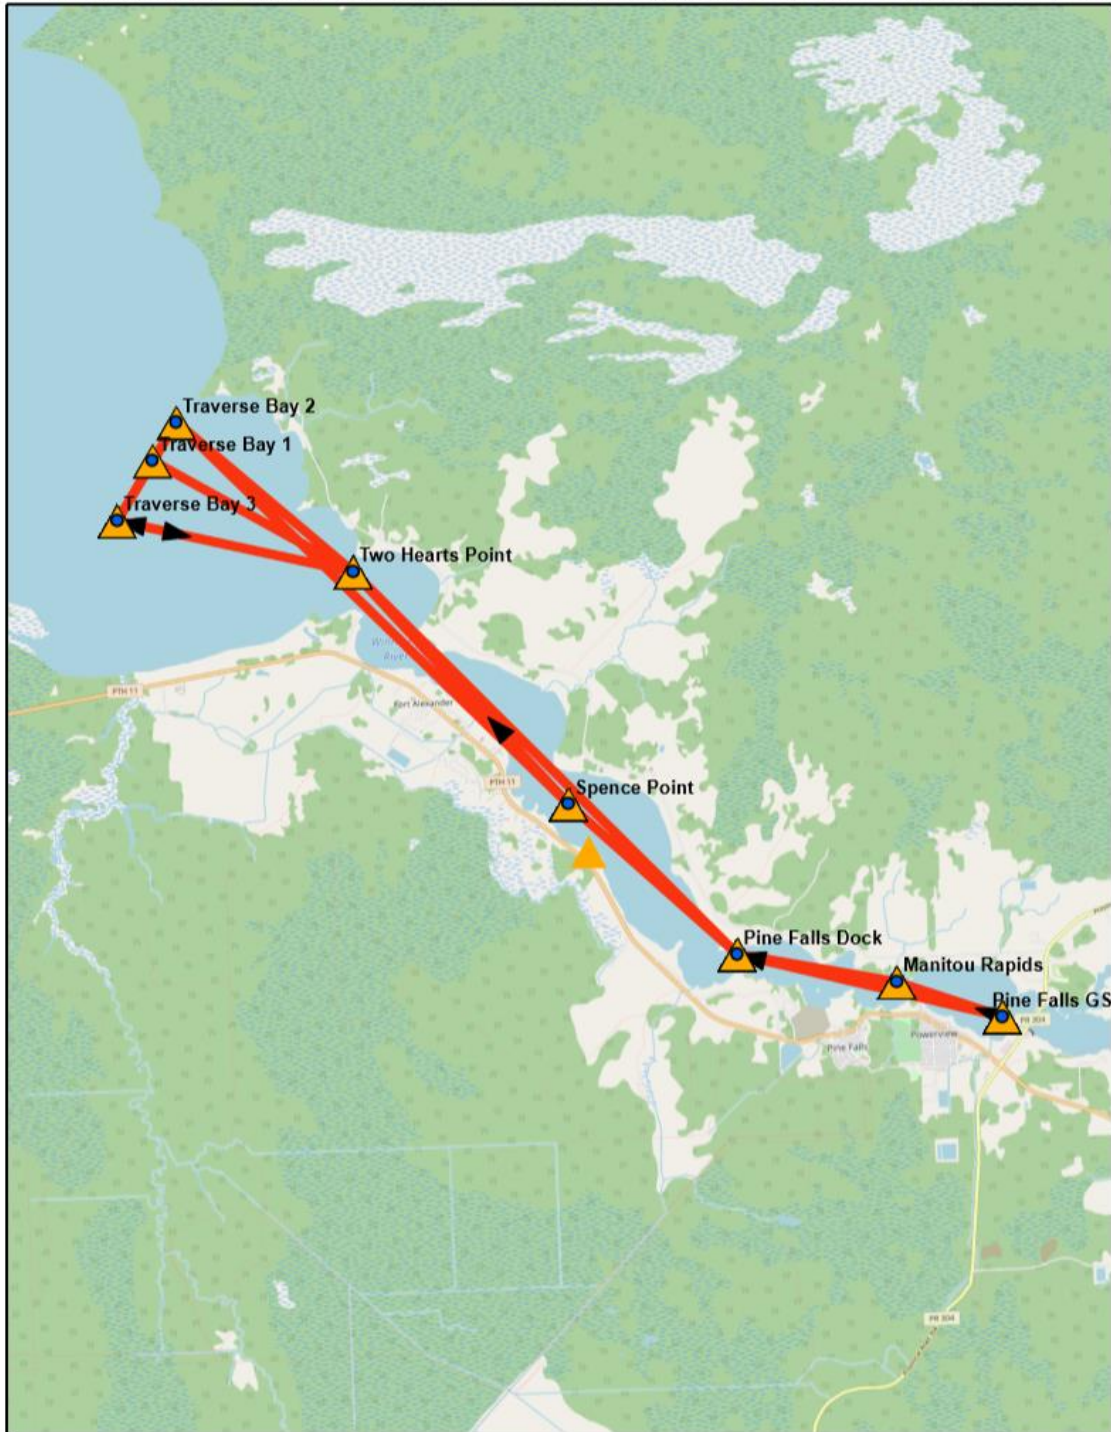 Traverse Bay 2
Traverse Bay 1
Traverse Bay 3
Two Hearts Point
River
PTH 11
Fort Alexander
PTH 11
Spence Point
Pine Falls Dock
Manitou Rapids
Pine Falls GS
PR 304
Powerview
Pine Falls
PR 304